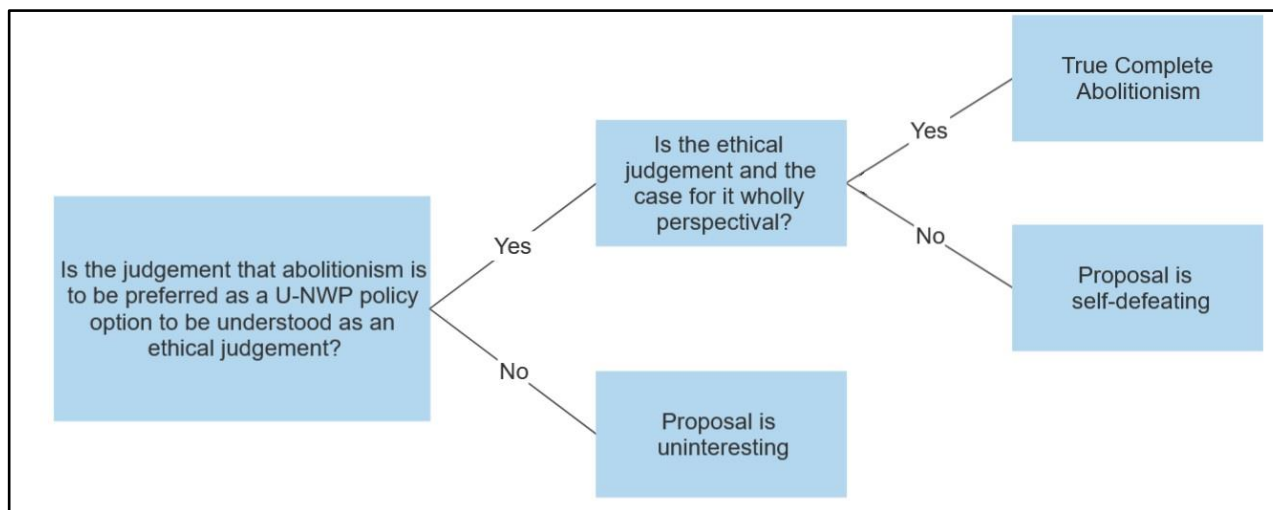 Is the judgement that abolitionism is
to be preferred as a U-NWP policy
option to be understood as an
ethical judgement?
Yes
No
Is the ethical
judgement and the
case for it wholly
perspectival?
Proposal is
uninteresting
Yes
No
True Complete
Abolitionism
Proposal is
self-defeating